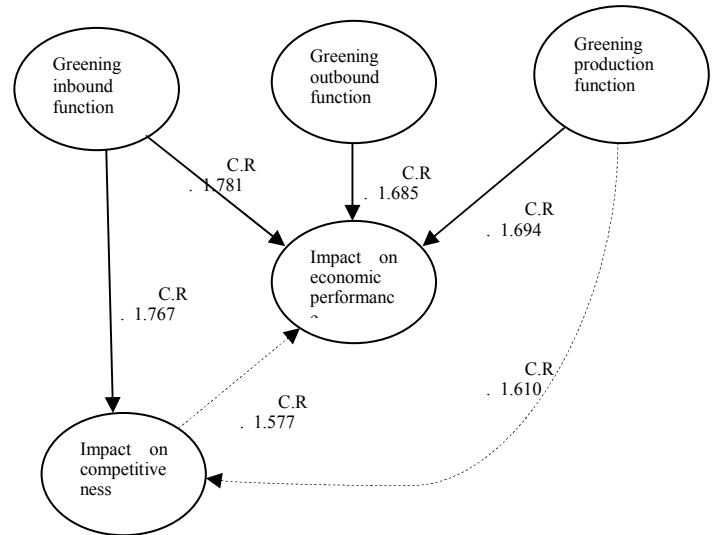 Greening
inbound
function
Greening
outbound
function
Greening
production
function
C.R
. 1.781
C.R
. 1.685
C.R
. 1.694
Impact on
economic
performanc
C.R
. 1.767
C.R
. 1.610
C.R
. 1.577
Impact on
competitive
ness